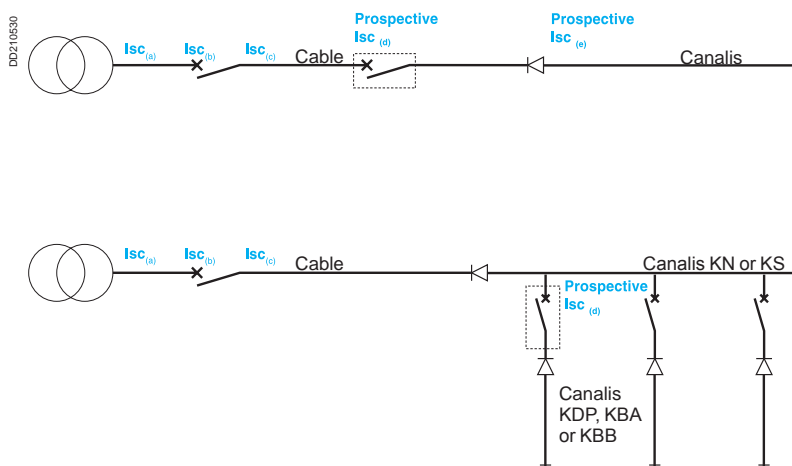 DD210530
Prospective
Isc (d)
Prospective
Isc (e)
Isc(a)
Isc(b)
Isc(c)
Cable
Canalis
Isc(a)
Isc(b)
Isc(c)
Cable
Canalis KN or KS
Prospective
Isc (d)
Canalis
KDP, KBA
or KBB